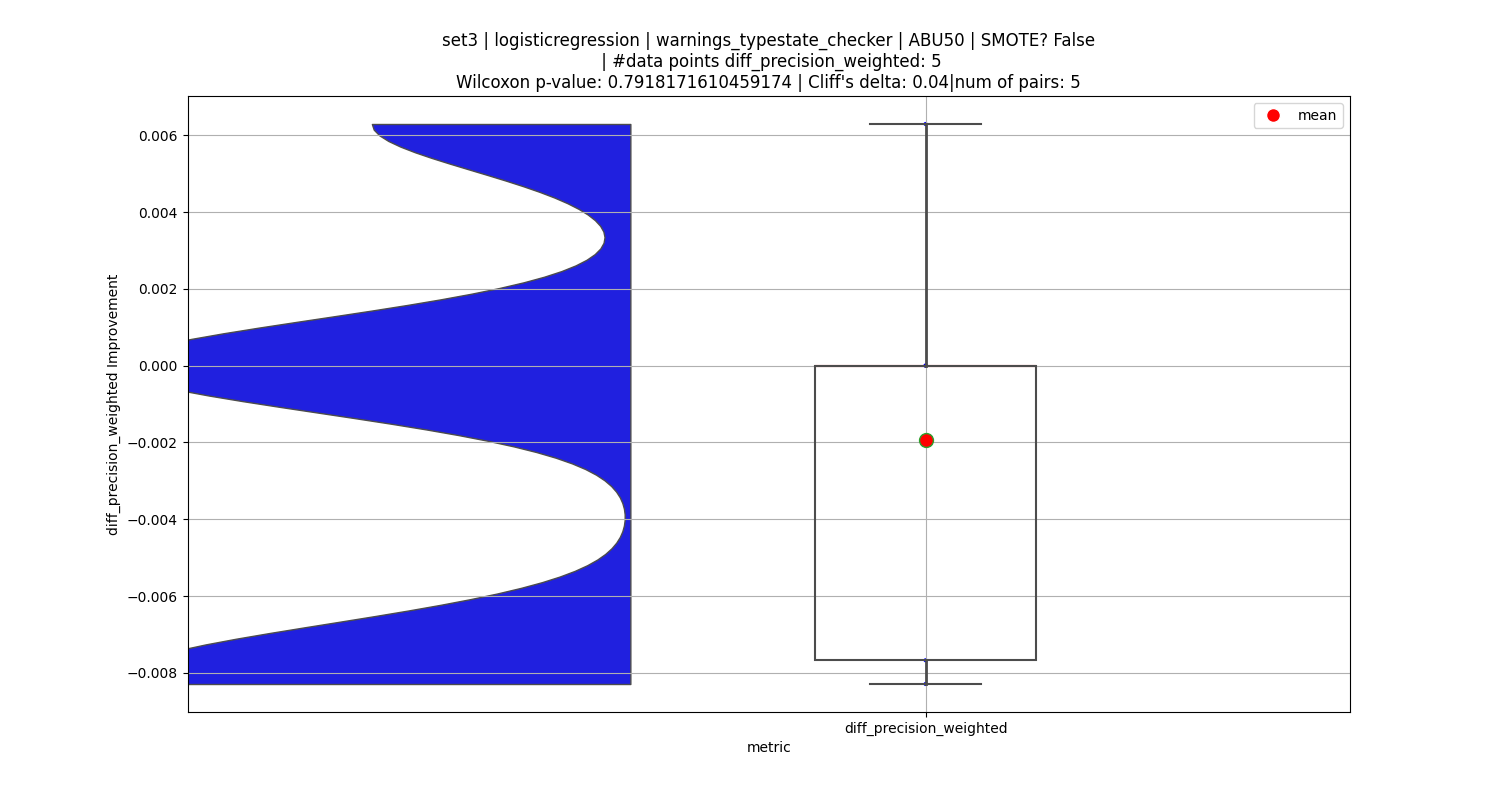 set3 | logisticregression | warnings_typestate_checker | ABU50 | SMOTE? False
| #data points diff_precision_weighted: 5
Wilcoxon p-value: 0.7918171610459174 | Cliff's delta: 0.04|num of pairs: 5
mean
0.006
0.004
0.002
0.000
−0.002
−0.004
−0.006
−0.008
diff_precision_weighted Improvement
diff_precision_weighted
metric